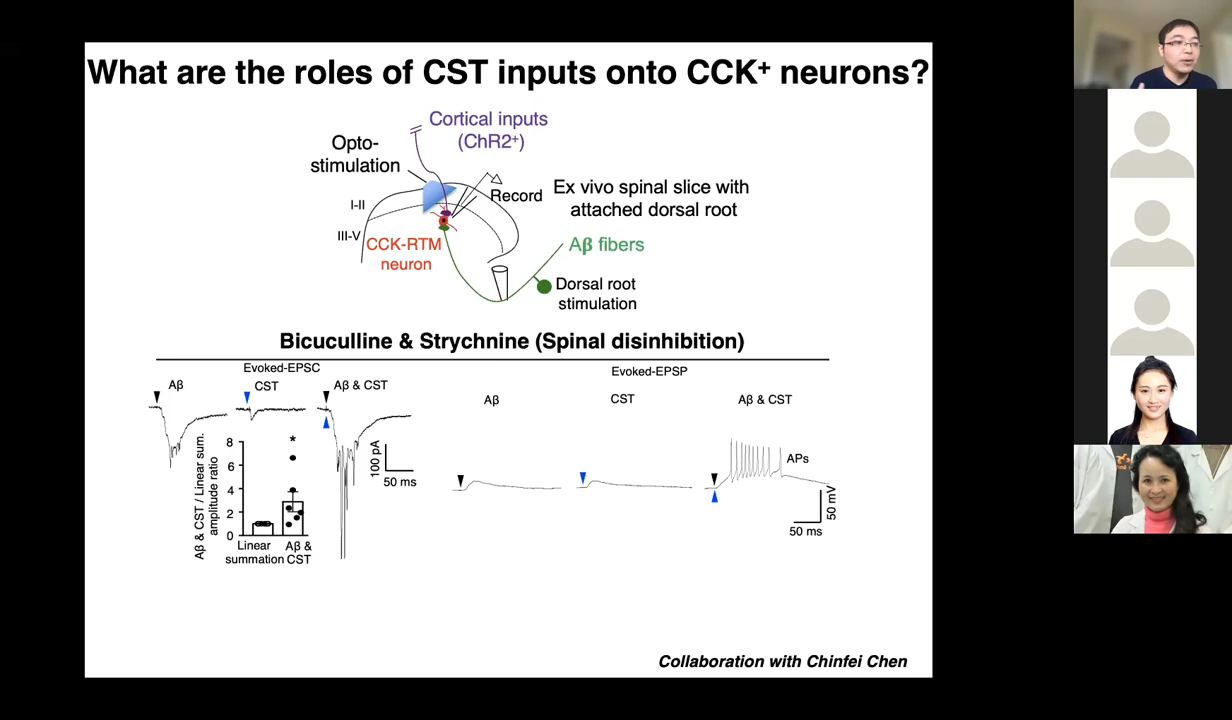 What are the roles of CST inputs onto CCK⁺ neurons?
Cortical inputs
(ChR2⁺)
Opto-
stimulation
Record
Ex vivo spinal slice with
attached dorsal root
I-II
III-V
CCK-RTM
neuron
Aβ fibers
Dorsal root
stimulation
Bicuculline & Strychnine (Spinal disinhibition)
Evoked-EPSC
Aβ
CST
Aβ & CST
100 pA
50 ms
Aβ & CST / Linear sum.
amplitude ratio
8
6
4
2
0
*
Linear
summation
Aβ &
CST
Evoked-EPSP
Aβ
CST
Aβ & CST
APs
50 mV
50 ms
Collaboration with Chinfei Chen